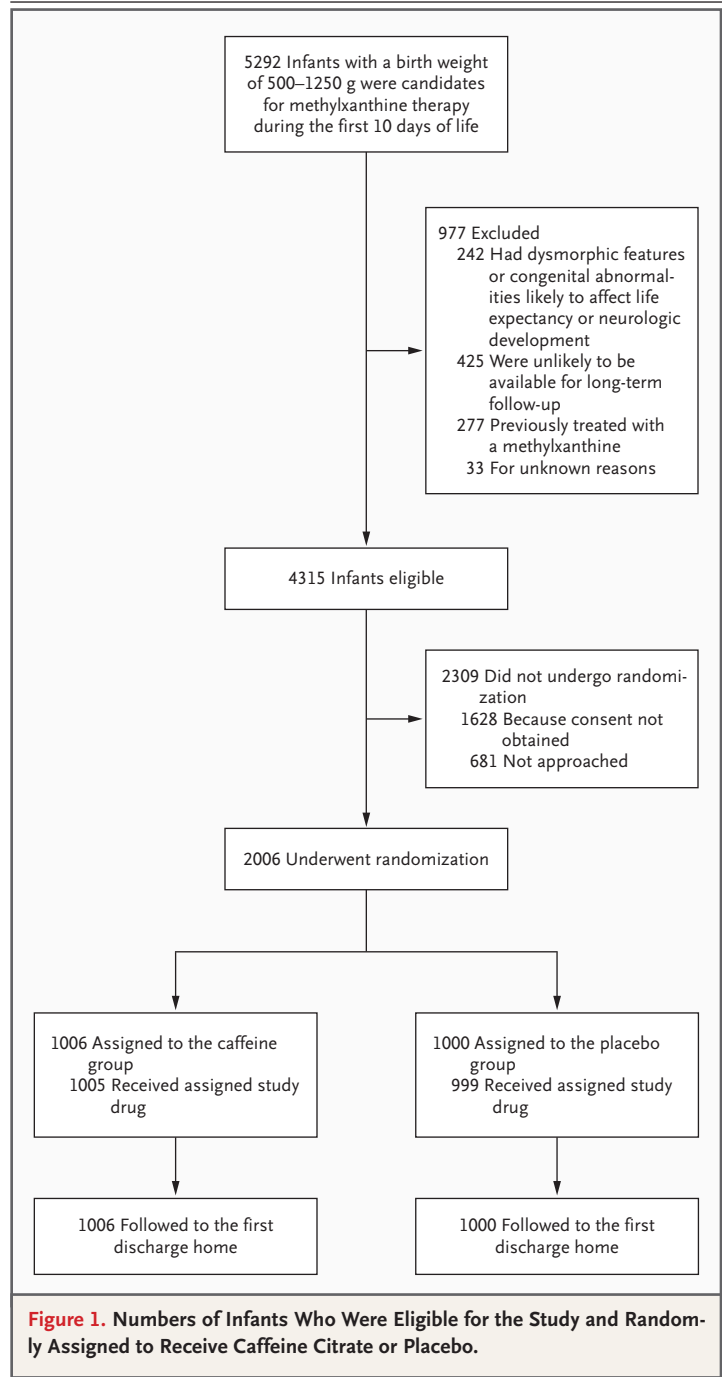 5292 Infants with a birth weight
of 500–1250 g were candidates
for methylxanthine therapy
during the first 10 days of life
977 Excluded
242 Had dysmorphic features
or congenital abnormal-
ities likely to affect life
expectancy or neurologic
development
425 Were unlikely to be
available for long-term
follow-up
277 Previously treated with
a methylxanthine
33 For unknown reasons
4315 Infants eligible
2309 Did not undergo randomi-
zation
1628 Because consent not
obtained
681 Not approached
2006 Underwent randomization
1006 Assigned to the caffeine
group
1005 Received assigned study
drug
1000 Assigned to the placebo
group
999 Received assigned study
drug
1006 Followed to the first
discharge home
1000 Followed to the first
discharge home
Figure 1. Numbers of Infants Who Were Eligible for the Study and Random-
ly Assigned to Receive Caffeine Citrate or Placebo.